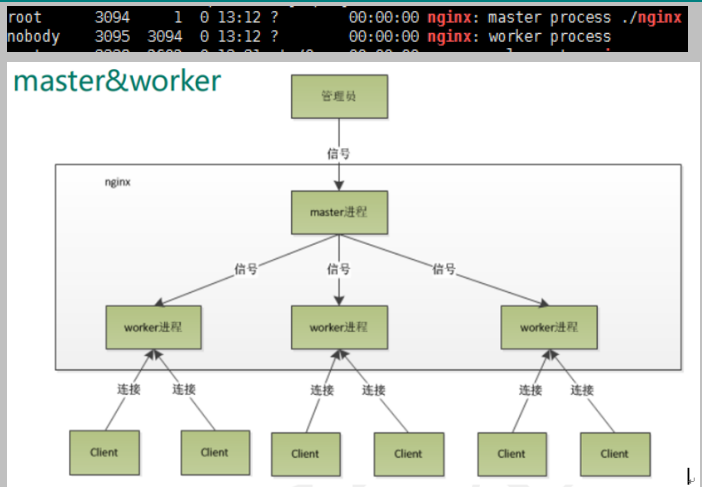 root 3094 1 0 13:12 ? 00:00:00 nginx: master process ./nginx
nobody 3095 3094 0 13:12 ? 00:00:00 nginx: worker process
master&worker
管理员
信号
nginx
master进程
信号 信号 信号
worker进程 worker进程 worker进程
连接 连接 连接 连接 连接 连接
Client Client Client Client Client Client